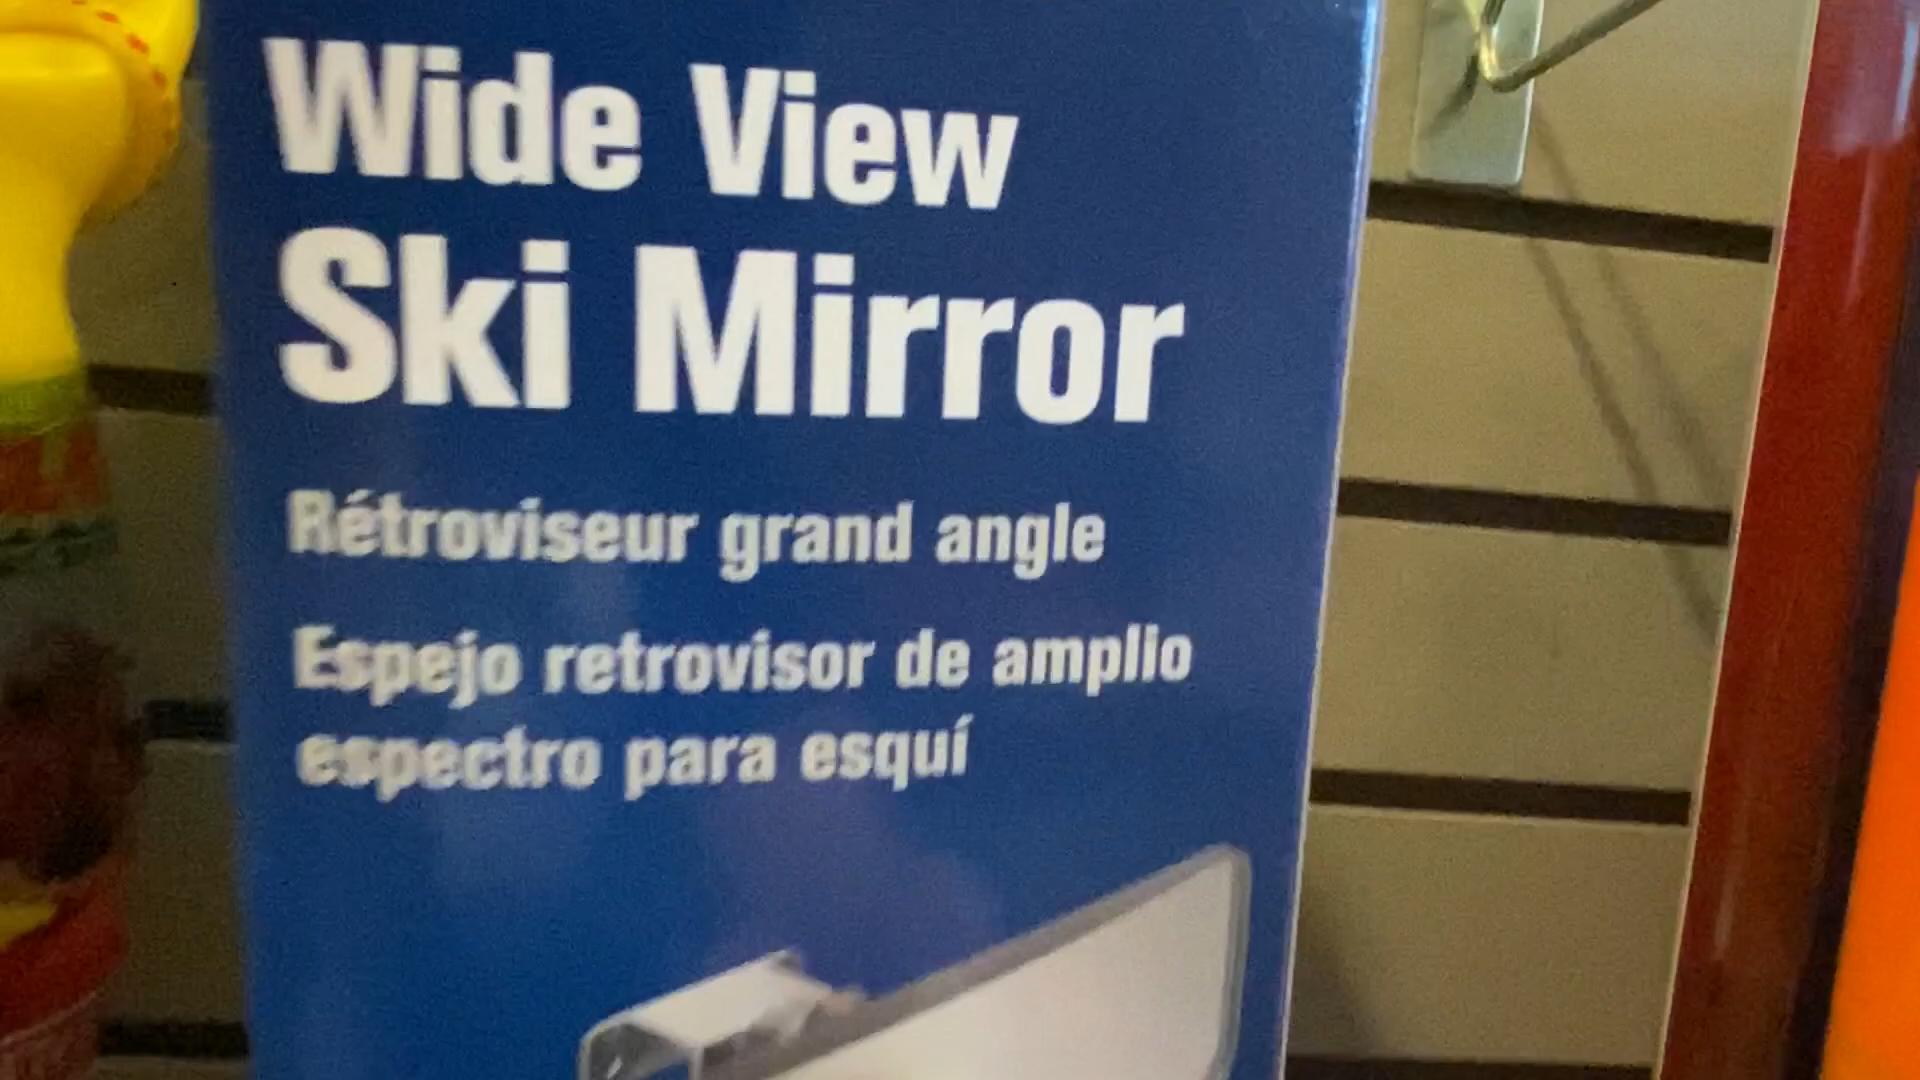 Wide View
Ski Mirror
Rétroviseur grand angle
Espejo retrovisor de amplio
espectro para esquí